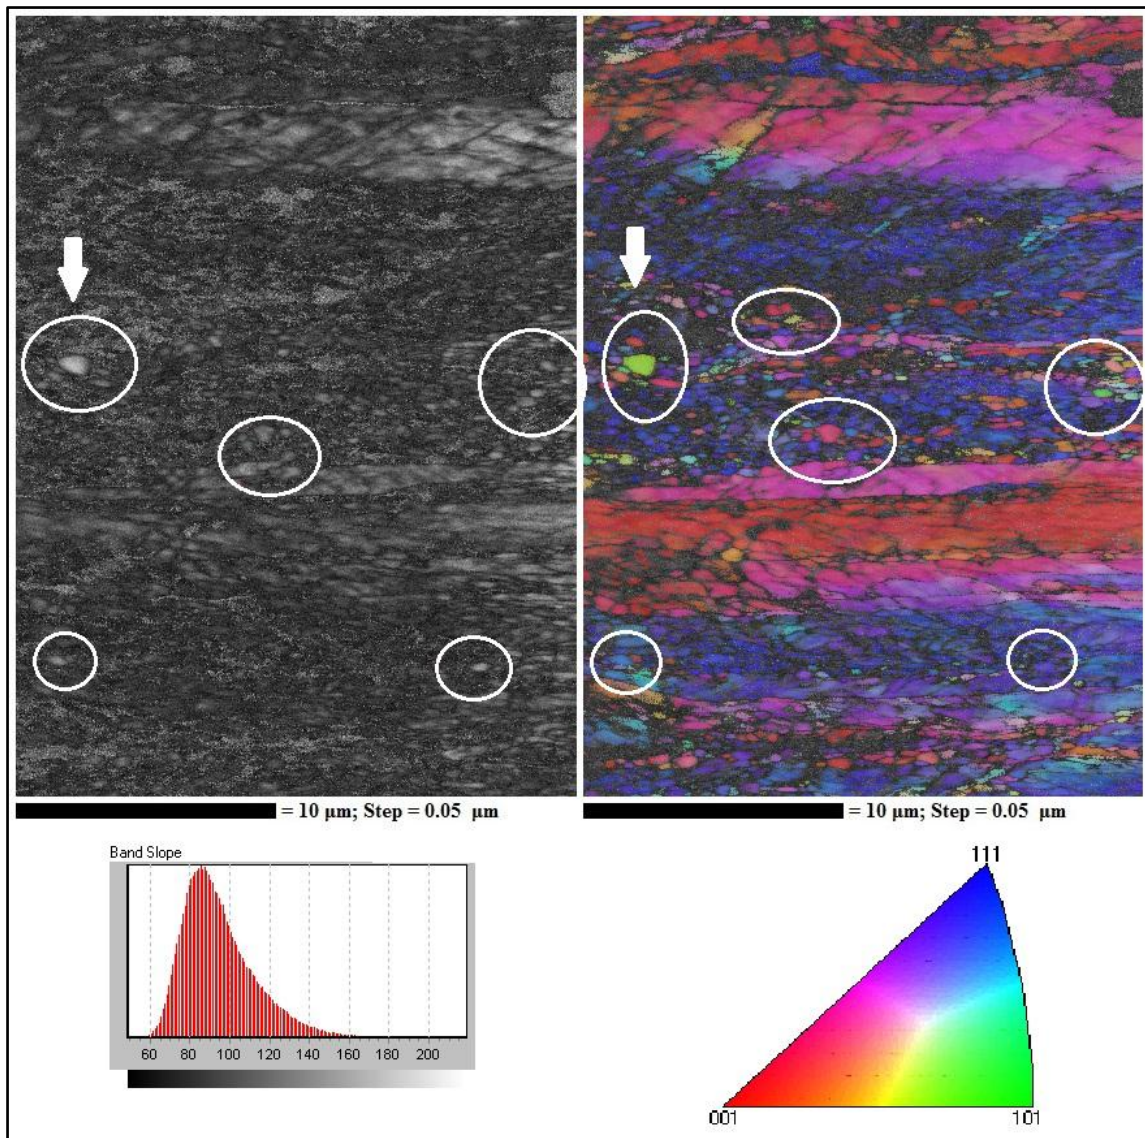 = 10 µm; Step = 0.05 µm
= 10 µm; Step = 0.05 µm
Band Slope
60 80 100 120 140 160 180 200
111
001 101